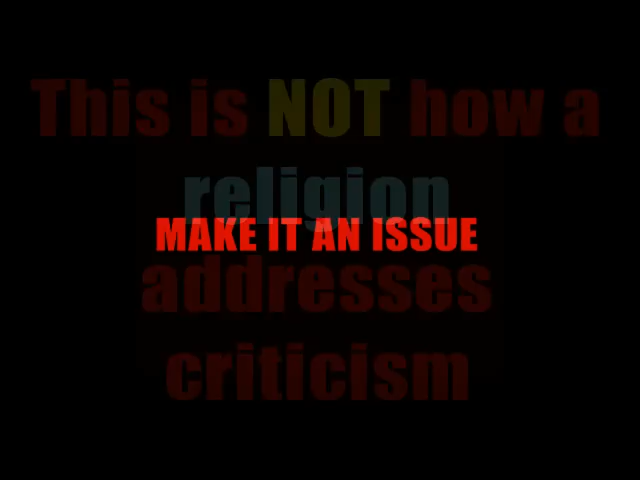 This is NOT how a
religion
MAKE IT AN ISSUE
addresses
criticism